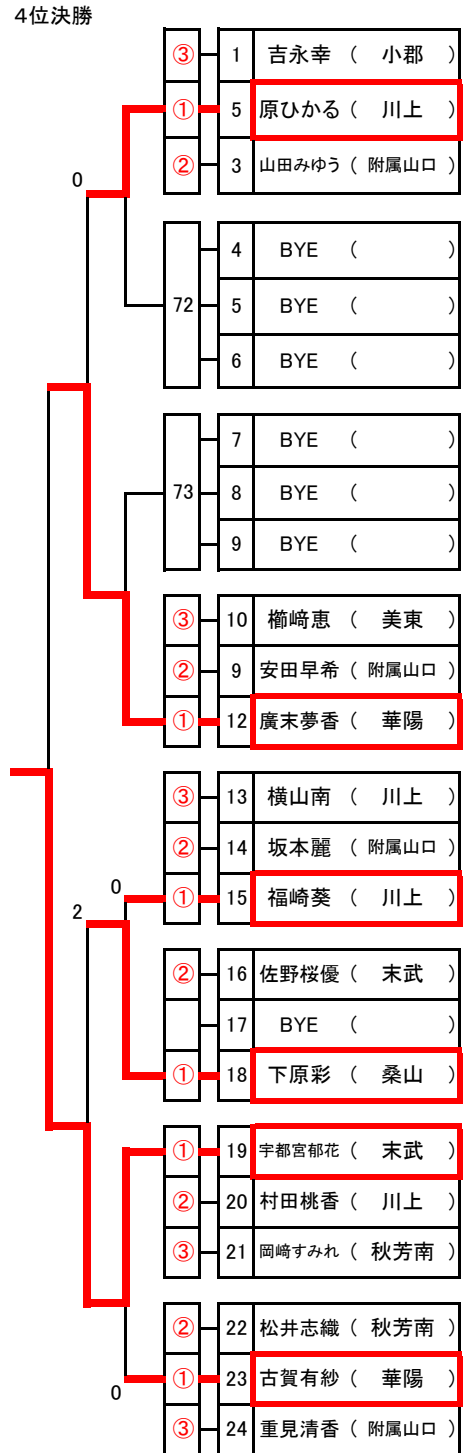 4位決勝
③ 1 吉永幸 ( 小郡 )
① 5 原ひかる ( 川上 )
② 3 山田みゆう ( 附属山口 )
0
4 BYE ( )
72 5 BYE ( )
6 BYE ( )
7 BYE ( )
73 8 BYE ( )
9 BYE ( )
③ 10 櫛﨑恵 ( 美東 )
② 9 安田早希 ( 附属山口 )
① 12 廣末夢香 ( 華陽 )
③ 13 横山南 ( 川上 )
② 14 坂本麗 ( 附属山口 )
0
① 15 福崎葵 ( 川上 )
2
② 16 佐野桜優 ( 末武 )
17 BYE ( )
① 18 下原彩 ( 桑山 )
① 19 宇都宮郁花 ( 末武 )
② 20 村田桃香 ( 川上 )
③ 21 岡﨑すみれ ( 秋芳南 )
② 22 松井志織 ( 秋芳南 )
① 23 古賀有紗 ( 華陽 )
0
③ 24 重見清香 ( 附属山口 )